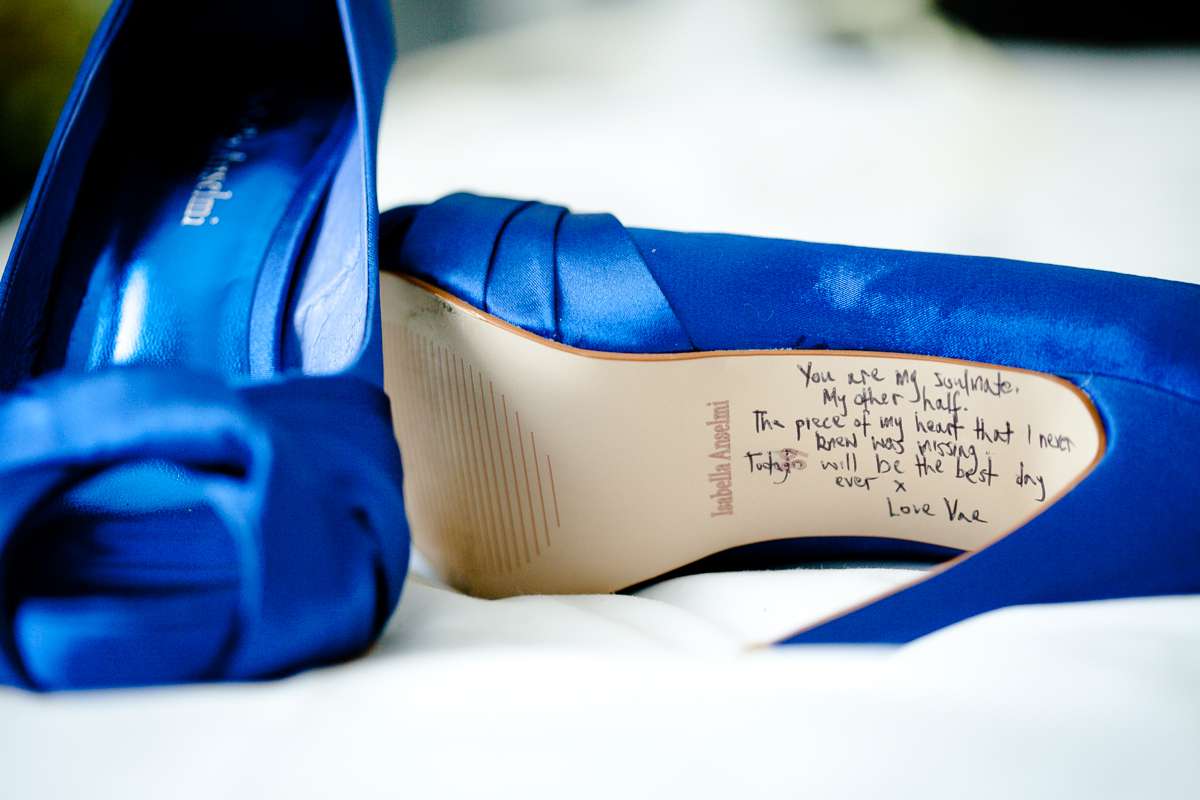 Anselmi
Isabella Anselmi
You are my soulmate.
My other half.
The piece of my heart that I never
knew was missing.
Today will be the best day
ever x
Love Vae
39